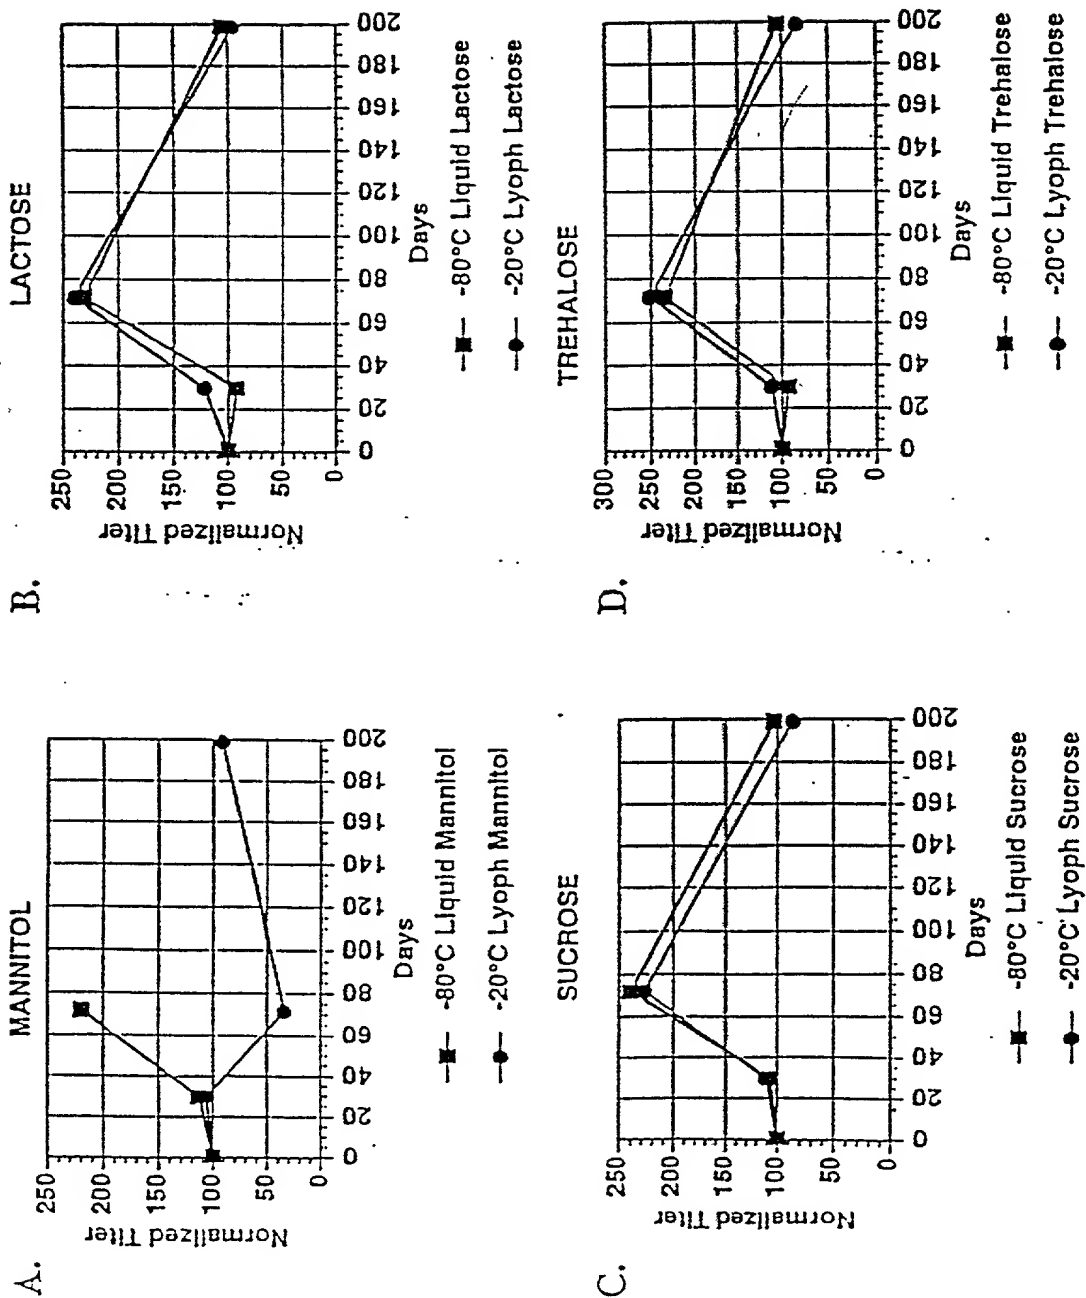 A.
MANNITOL
250
200
150
100
50
0
Normalized Titer
0 20 40 60 80 100 120 140 160 180 200
Days
-80°C Liquid Mannitol
-20°C Lyoph Mannitol
B.
LACTOSE
250
200
150
100
50
0
Normalized Titer
0 20 40 60 80 100 120 140 160 180 200
Days
-80°C Liquid Lactose
-20°C Lyoph Lactose
C.
SUCROSE
250
200
150
100
50
0
Normalized Titer
0 20 40 60 80 100 120 140 160 180 200
Days
-80°C Liquid Sucrose
-20°C Lyoph Sucrose
D.
TREHALOSE
300
250
200
150
100
50
0
Normalized Titer
0 20 40 60 80 100 120 140 160 180 200
Days
-80°C Liquid Trehalose
-20°C Lyoph Trehalose